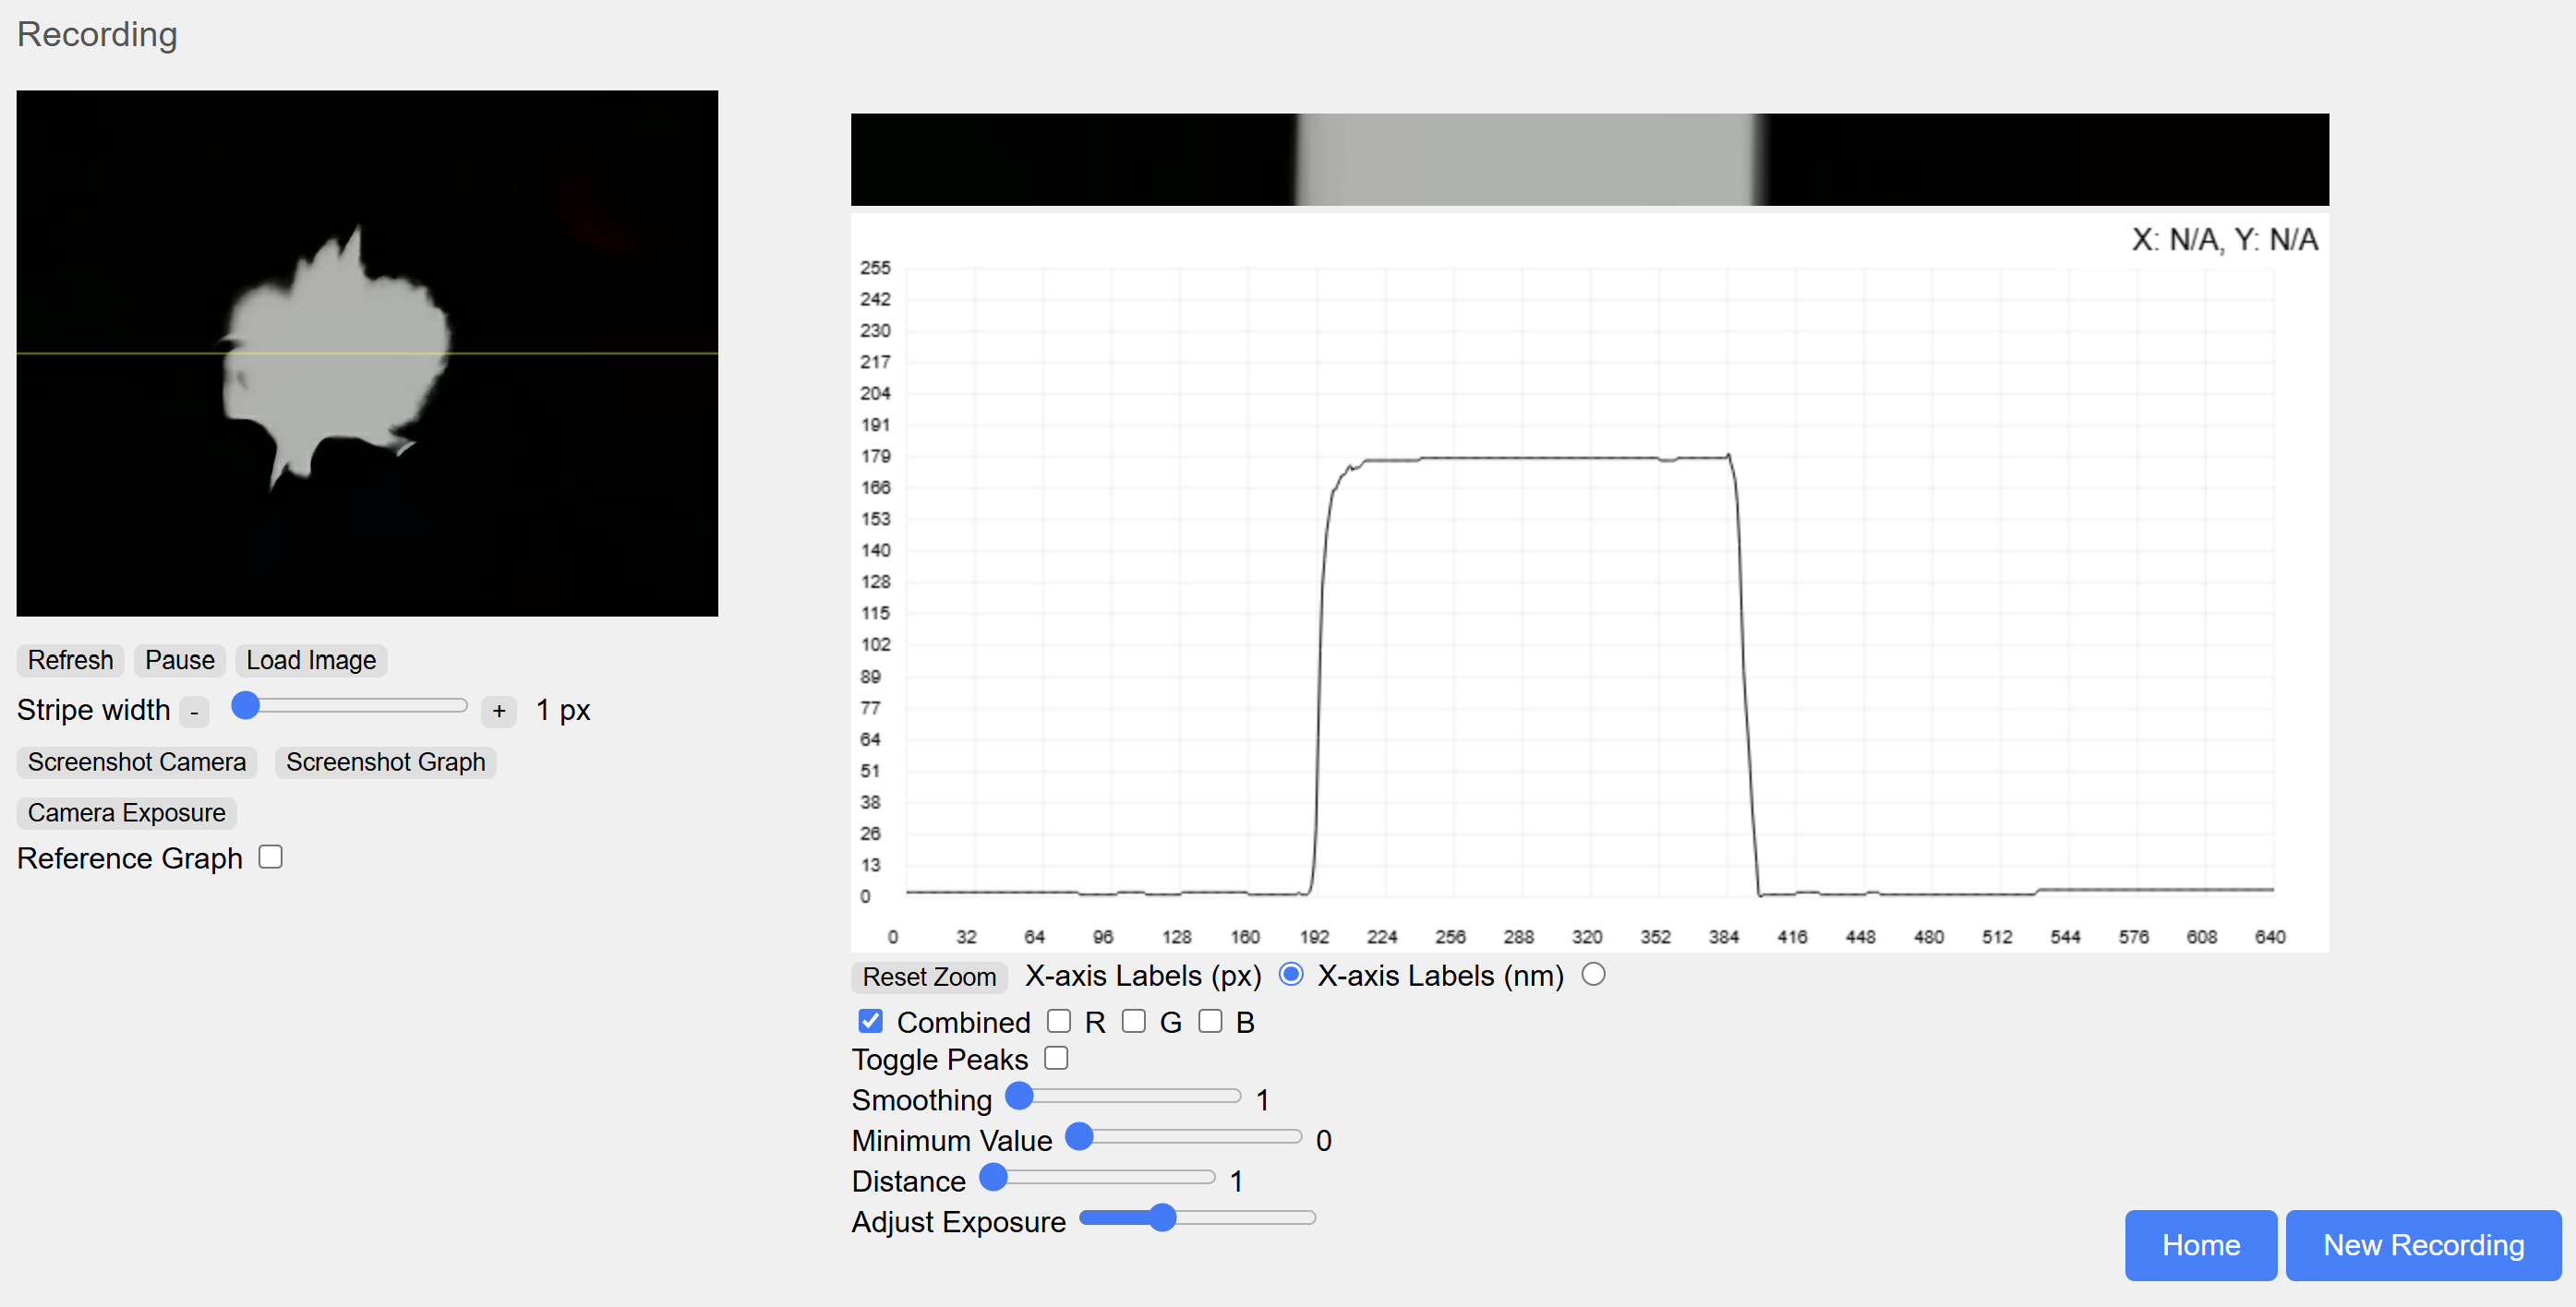 Recording
Refresh Pause Load Image
Stripe width - + 1 px
Screenshot Camera Screenshot Graph
Camera Exposure
Reference Graph
X: N/A, Y: N/A
255
242
230
217
204
191
179
166
153
140
128
115
102
89
77
64
51
38
26
13
0
0 32 64 96 128 160 192 224 256 288 320 352 384 416 448 480 512 544 576 608 640
Reset Zoom X-axis Labels (px) X-axis Labels (nm)
Combined R G B
Toggle Peaks
Smoothing 1
Minimum Value 0
Distance 1
Adjust Exposure
Home New Recording